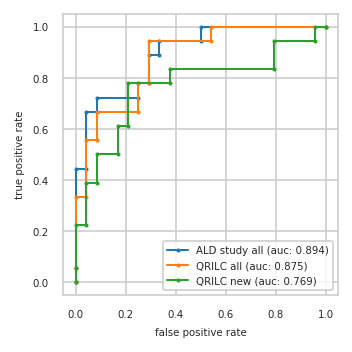 1.0
0.8
0.6
0.4
0.2
0.0
true positive rate
0.0 0.2 0.4 0.6 0.8 1.0
false positive rate
ALD study all (auc: 0.894)
QRILC all (auc: 0.875)
QRILC new (auc: 0.769)